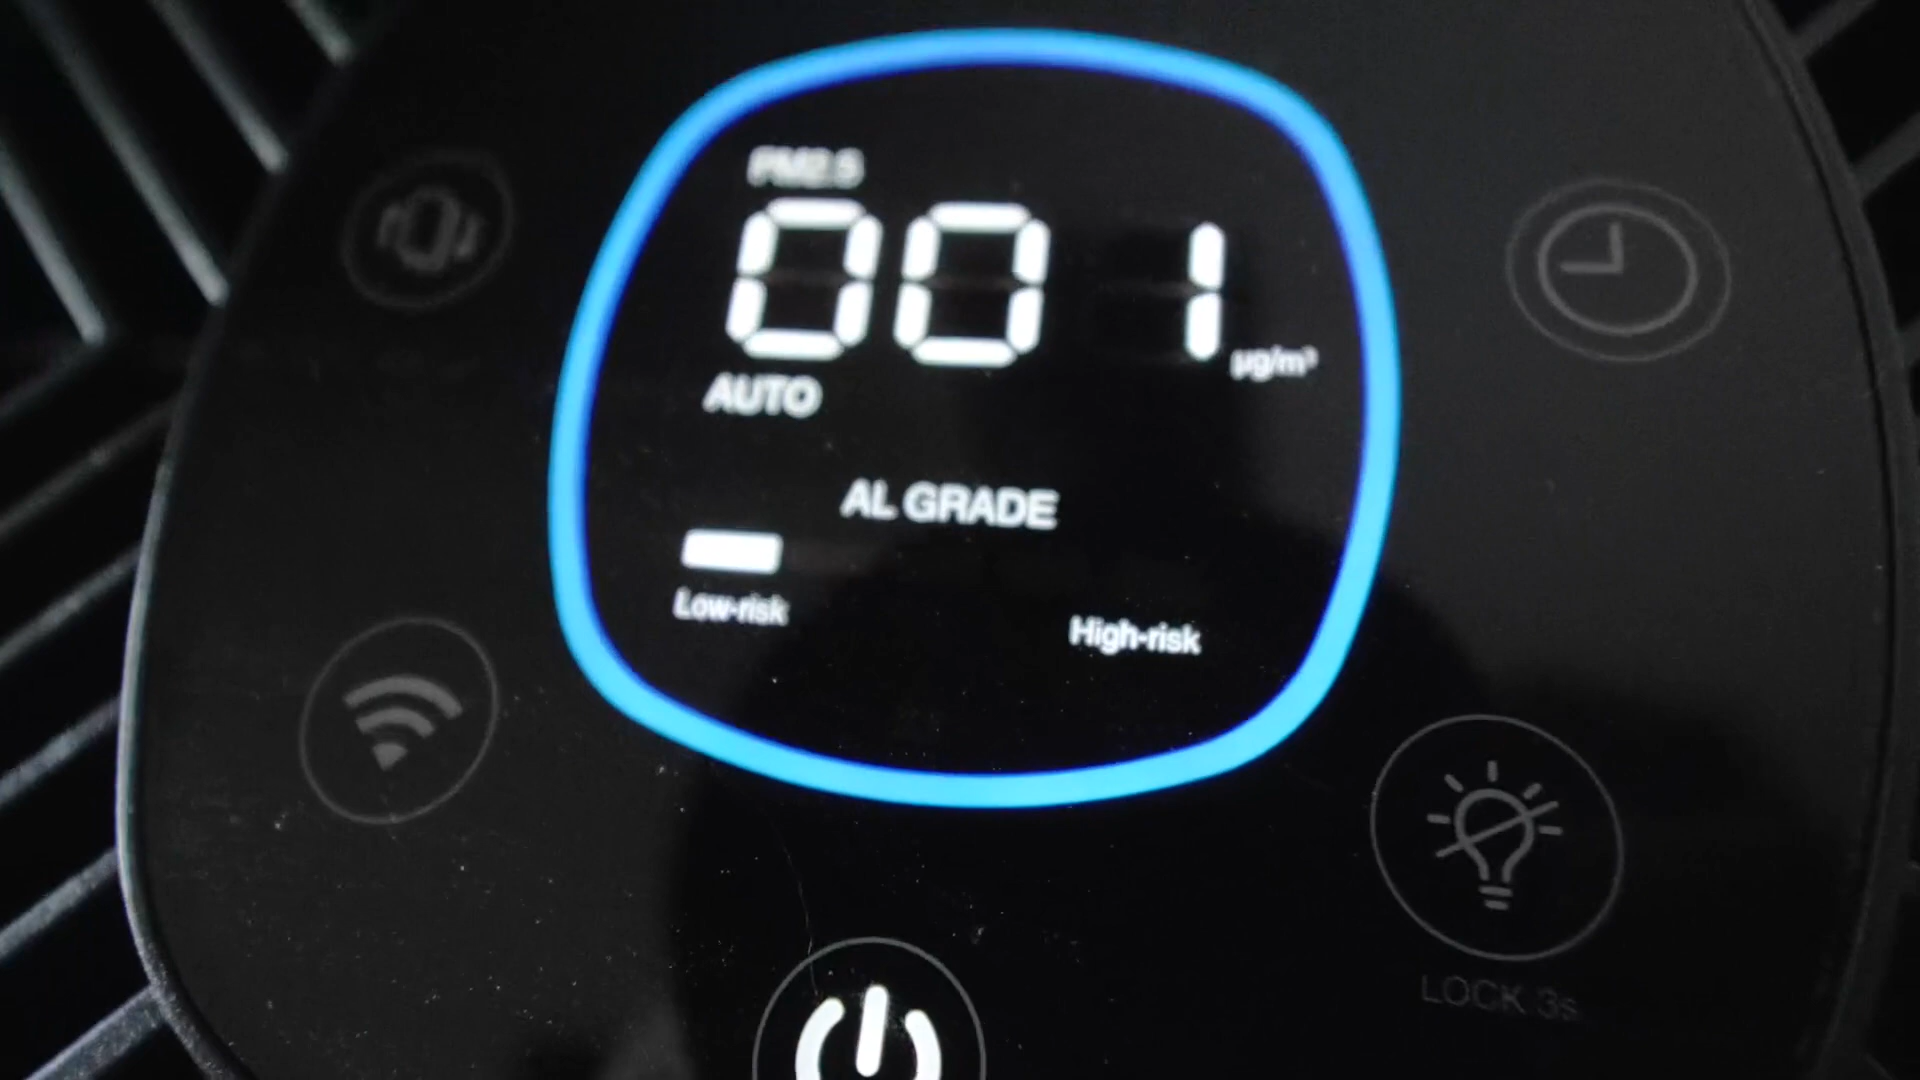 PM2.5
001
µg/m³
AUTO
AL GRADE
Low-risk
High-risk
LOCK 3s